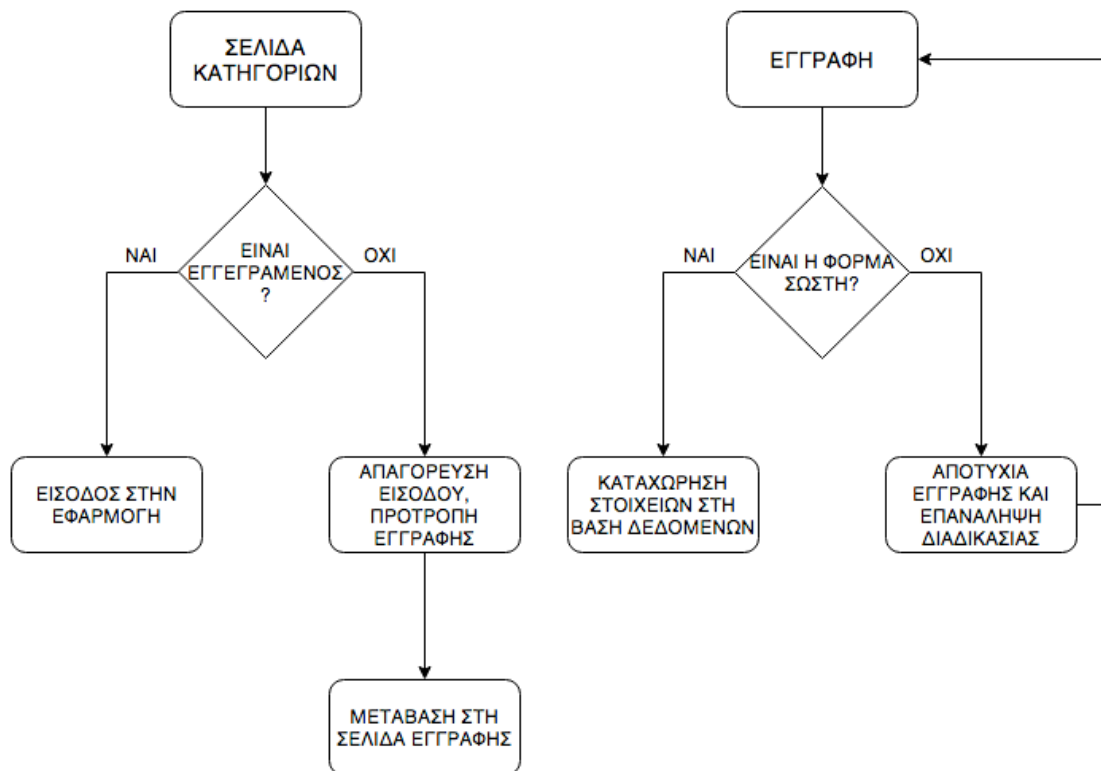 ΣΕΛΙΔΑ
ΚΑΤΗΓΟΡΙΩΝ
ΝΑΙ
ΕΙΝΑΙ
ΕΓΓΕΓΡΑΜΕΝΟΣ
?
ΟΧΙ
ΕΙΣΟΔΟΣ ΣΤΗΝ
ΕΦΑΡΜΟΓΗ
ΑΠΑΓΟΡΕΥΣΗ
ΕΙΣΟΔΟΥ,
ΠΡΟΤΡΟΠΗ
ΕΓΓΡΑΦΗΣ
ΜΕΤΑΒΑΣΗ ΣΤΗ
ΣΕΛΙΔΑ ΕΓΓΡΑΦΗΣ
ΕΓΓΡΑΦΗ
ΝΑΙ
ΕΙΝΑΙ Η ΦΟΡΜΑ
ΣΩΣΤΗ?
ΟΧΙ
ΚΑΤΑΧΩΡΗΣΗ
ΣΤΟΙΧΕΙΩΝ ΣΤΗ
ΒΑΣΗ ΔΕΔΟΜΕΝΩΝ
ΑΠΟΤΥΧΙΑ
ΕΓΓΡΑΦΗΣ ΚΑΙ
ΕΠΑΝΑΛΗΨΗ
ΔΙΑΔΙΚΑΣΙΑΣ